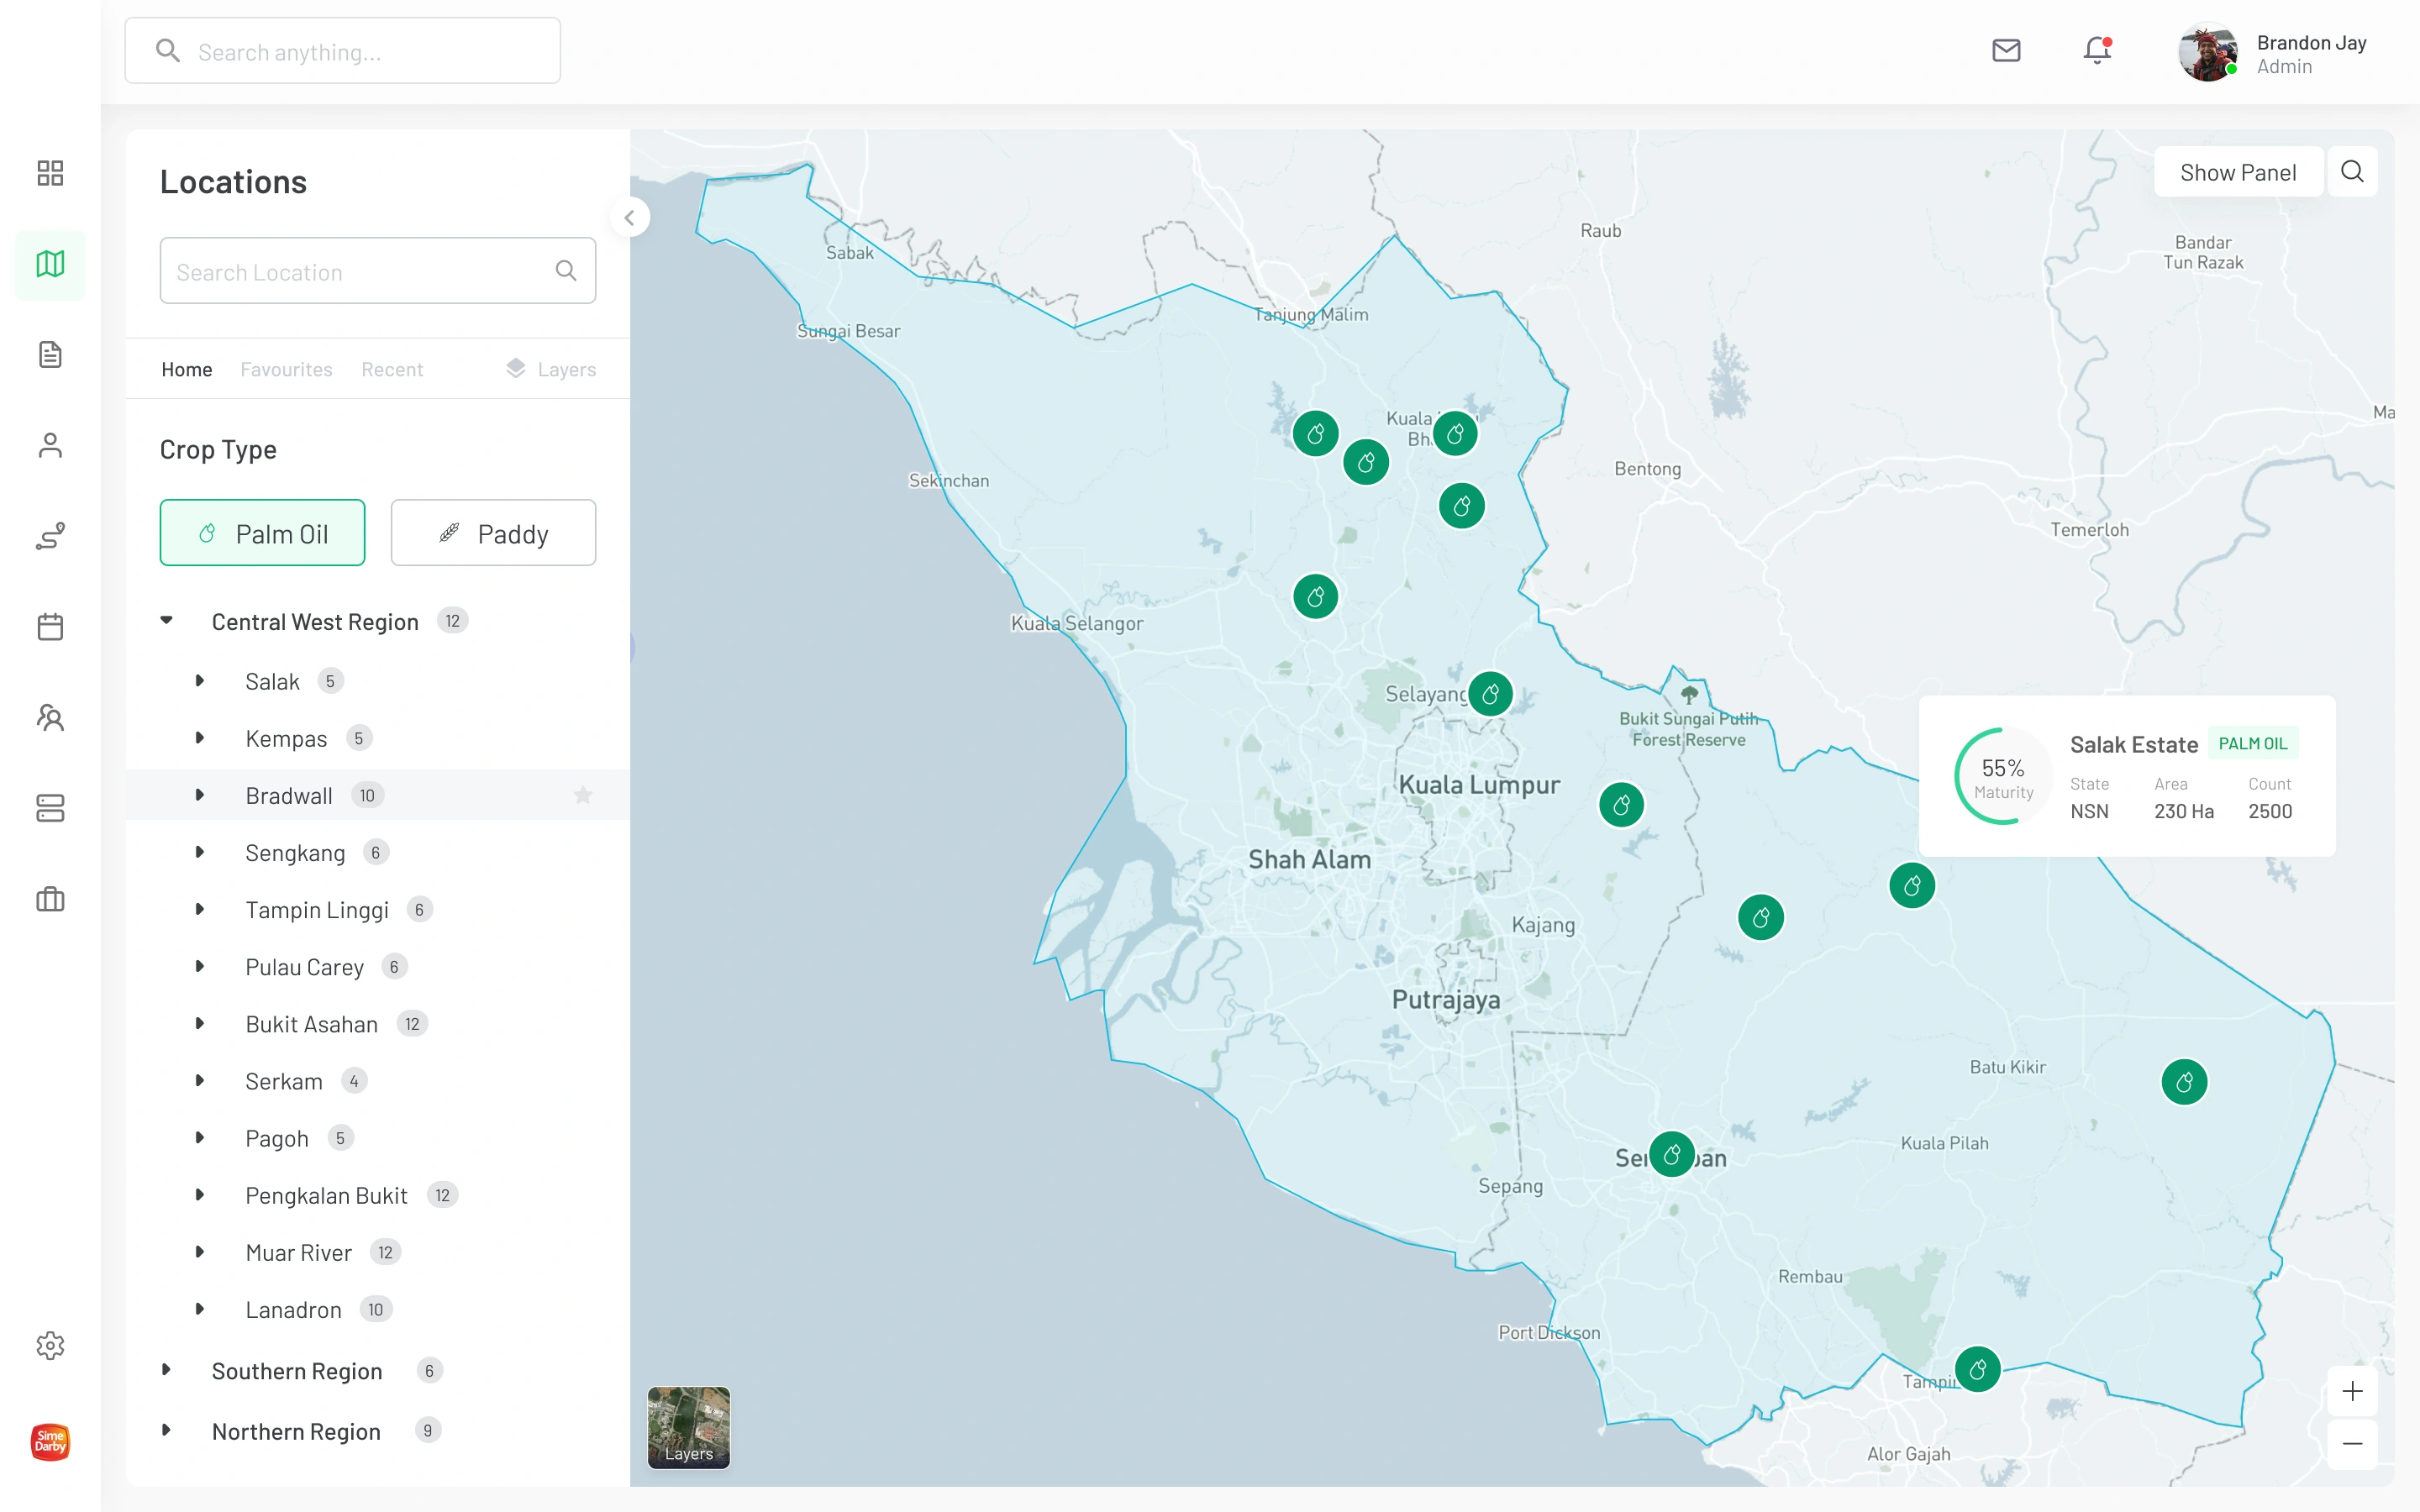 Search anything...
Brandon Jay
Admin
Locations
Search Location
Home Favourites Recent Layers
Crop Type
Palm Oil Paddy
Central West Region 12
Salak 5
Kempas 5
Bradwall 10
Sengkang 6
Tampin Linggi 6
Pulau Carey 6
Bukit Asahan 12
Serkam 4
Pagoh 5
Pengkalan Bukit 12
Muar River 12
Lanadron 10
Southern Region 6
Northern Region 9
Sime
Darby
Show Panel
Sabak
Sungai Besar
Tanjung Malim
Raub
Bandar
Tun Razak
Sekinchan
Kuala
Bentong
Temerloh
Kuala Selangor
Selayang
Bukit Sungai Putih
Forest Reserve
Kuala Lumpur
Shah Alam
Kajang
Putrajaya
Salak Estate PALM OIL
55%
Maturity
State Area Count
NSN 230 Ha 2500
Batu Kikir
Kuala Pilah
Sepang
Rembau
Port Dickson
Alor Gajah
Layers